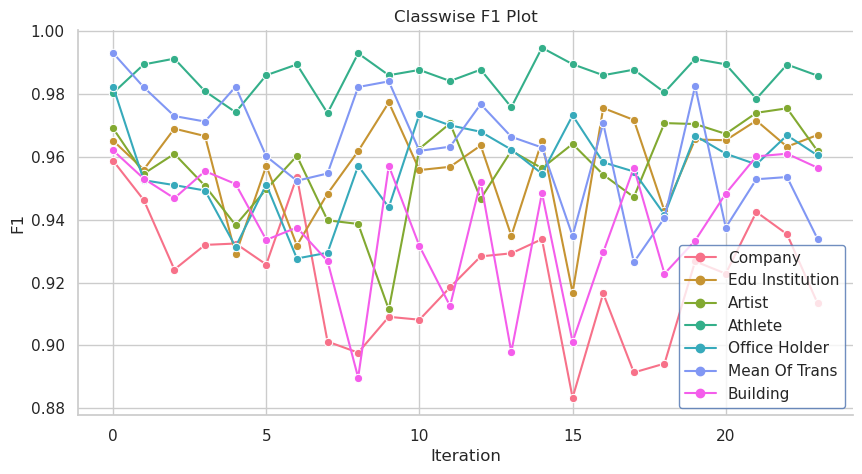 Classwise F1 Plot
1.00
0.98
0.96
0.94
0.92
0.90
0.88
F1
0
5
10
15
20
Iteration
Company
Edu Institution
Artist
Athlete
Office Holder
Mean Of Trans
Building